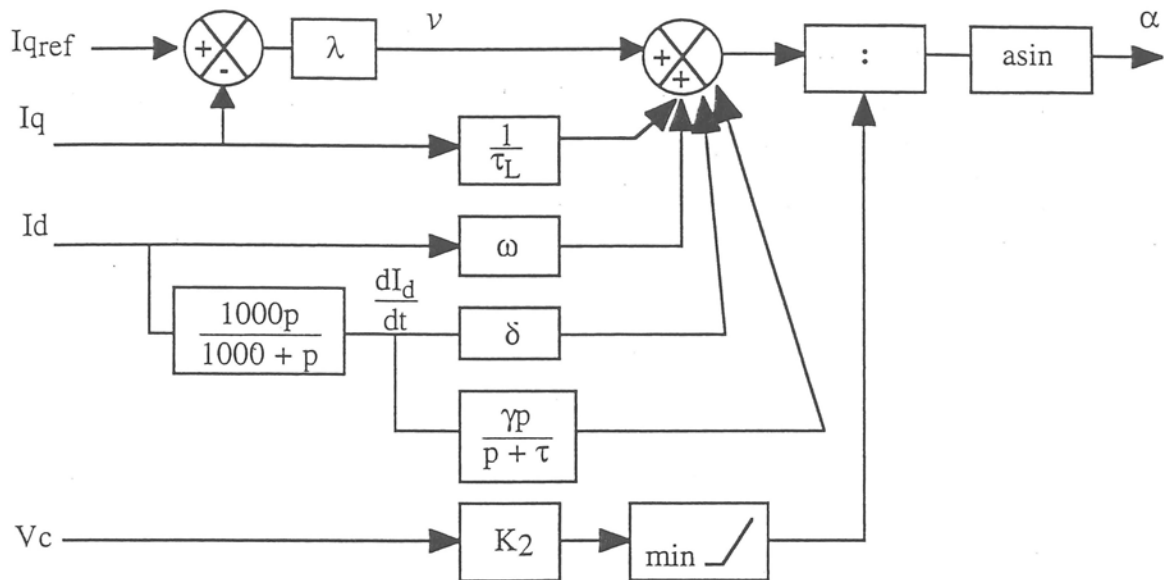 Iqref
+
-
λ
v
+
+
:
asin
α
Iq
1
τL
Id
ω
1000p
1000 + p
dId
dt
δ
γp
p + τ
Vc
K2
min